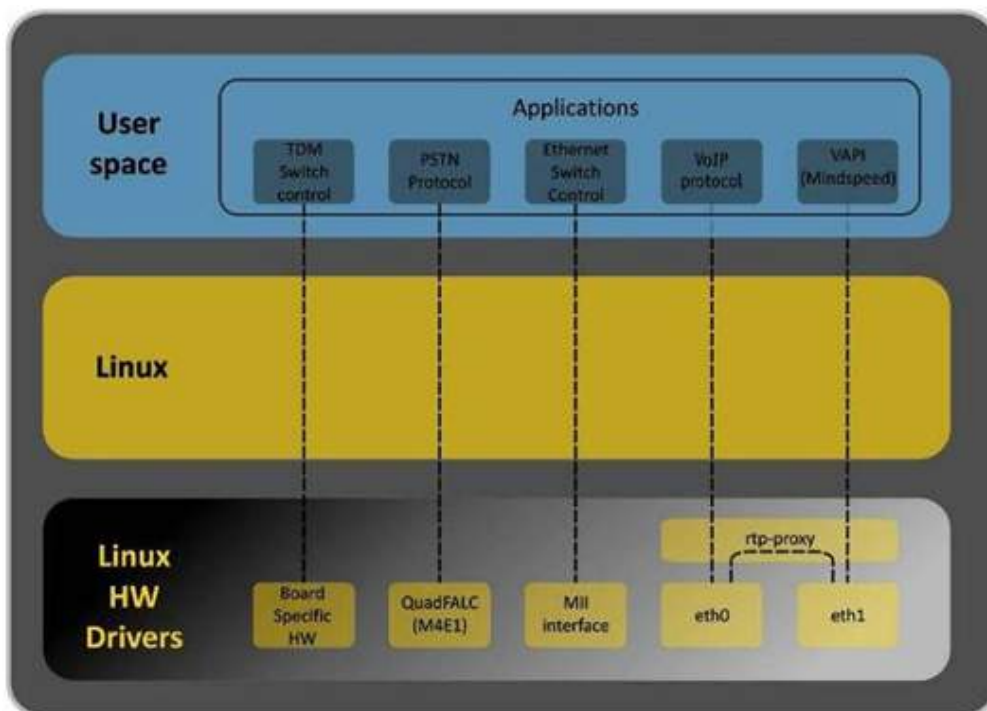 User
space
Applications
TDM
Switch
control
PSTN
Protocol
Ethernet
Switch
Control
VoIP
protocol
VAPI
(Mindspeed)
Linux
Linux
HW
Drivers
rtp-proxy
Board
Specific
HW
QuadFALC
(M4E1)
MII
interface
eth0
eth1